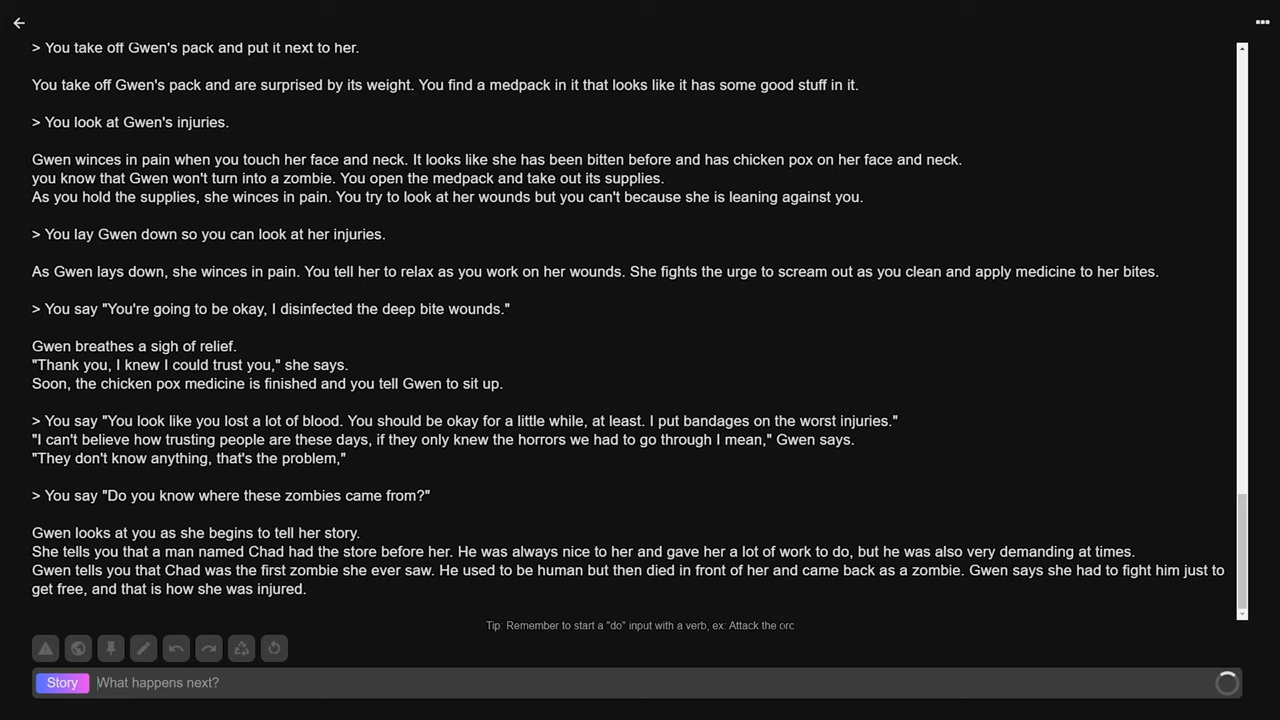 > You take off Gwen's pack and put it next to her.
You take off Gwen's pack and are surprised by its weight. You find a medpack in it that looks like it has some good stuff in it.
> You look at Gwen's injuries.
Gwen winces in pain when you touch her face and neck. It looks like she has been bitten before and has chicken pox on her face and neck.
you know that Gwen won't turn into a zombie. You open the medpack and take out its supplies.
As you hold the supplies, she winces in pain. You try to look at her wounds but you can't because she is leaning against you.
> You lay Gwen down so you can look at her injuries.
As Gwen lays down, she winces in pain. You tell her to relax as you work on her wounds. She fights the urge to scream out as you clean and apply medicine to her bites.
> You say "You're going to be okay, I disinfected the deep bite wounds."
Gwen breathes a sigh of relief.
"Thank you, I knew I could trust you," she says.
Soon, the chicken pox medicine is finished and you tell Gwen to sit up.
> You say "You look like you lost a lot of blood. You should be okay for a little while, at least. I put bandages on the worst injuries."
"I can't believe how trusting people are these days, if they only knew the horrors we had to go through I mean," Gwen says.
"They don't know anything, that's the problem,"
> You say "Do you know where these zombies came from?"
Gwen looks at you as she begins to tell her story.
She tells you that a man named Chad had the store before her. He was always nice to her and gave her a lot of work to do, but he was also very demanding at times.
Gwen tells you that Chad was the first zombie she ever saw. He used to be human but then died in front of her and came back as a zombie. Gwen says she had to fight him just to
get free, and that is how she was injured.
Tip: Remember to start a "do" input with a verb, ex: Attack the orc
Story What happens next?